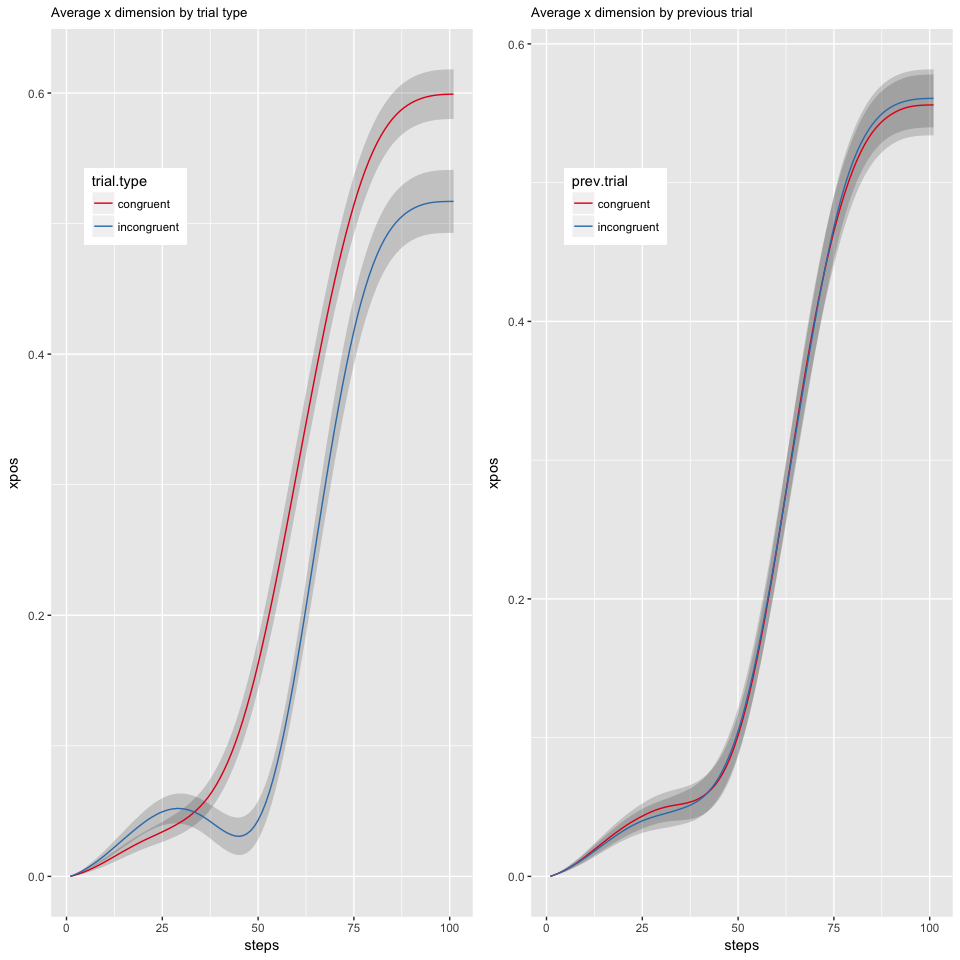 Average x dimension by trial type
0.6
0.4
0.2
0.0
xpos
trial.type
congruent
incongruent
0
25
50
75
100
steps
Average x dimension by previous trial
0.6
0.4
0.2
0.0
xpos
prev.trial
congruent
incongruent
0
25
50
75
100
steps